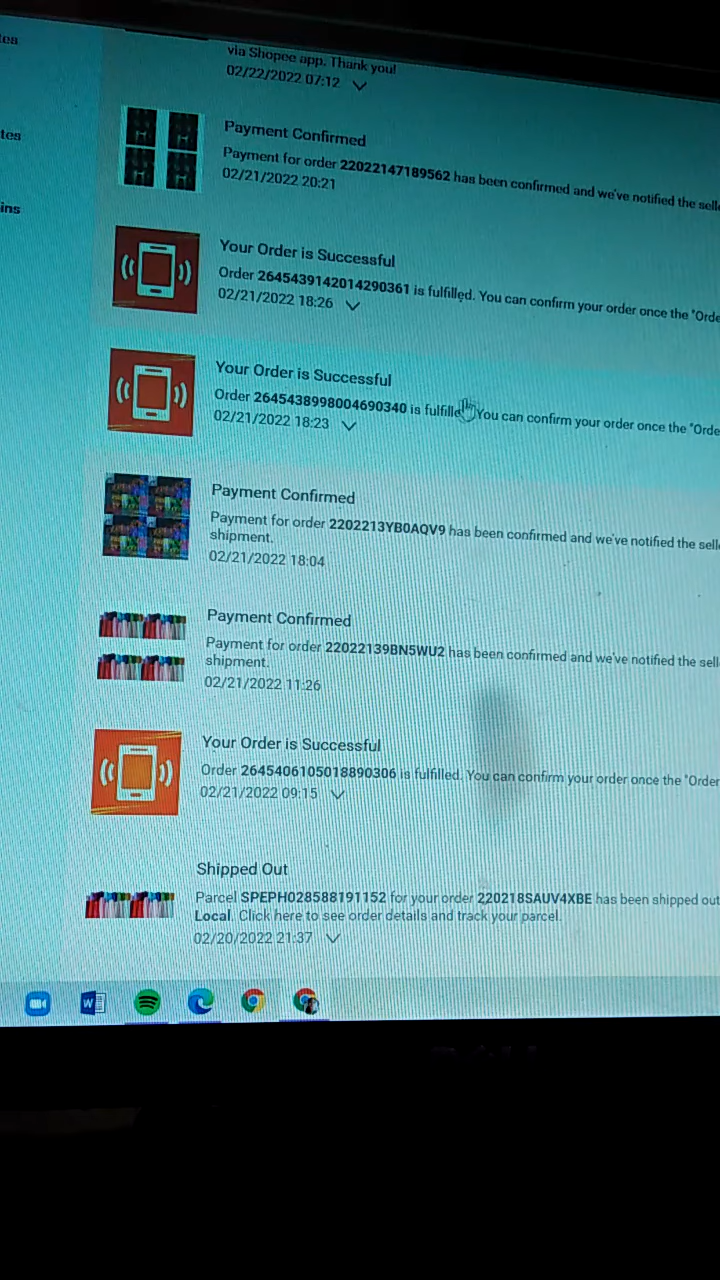 tes
tes
ins
via Shopee app. Thank you!
02/22/2022 07:12
Payment Confirmed
Payment for order 22022147189562 has been confirmed and we've notified the sell
02/21/2022 20:21
Your Order is Successful
Order 2645439142014290361 is fulfilled. You can confirm your order once the "Orde
02/21/2022 18:26
Your Order is Successful
Order 2645438998004690340 is You can confirm your order once the "Orde
02/21/2022 18:23
Payment Confirmed
Payment for order 2202213YB0AQV9 has been confirmed and we've notified the sell
shipment.
02/21/2022 18:04
Payment Confirmed
Payment for order 22022139BN5WU2 has been confirmed and we've notified the sell
shipment.
02/21/2022 11:26
Your Order is Successful
Order 2645406105018890306 is fulfilled. You can confirm your order once the "Order
02/21/2022 09:15
Shipped Out
Parcel SPEPH028588191152 for your order 220218SAUV4XBE has been shipped out
Local. Click here to see order details and track your parcel.
02/20/2022 21:37
W